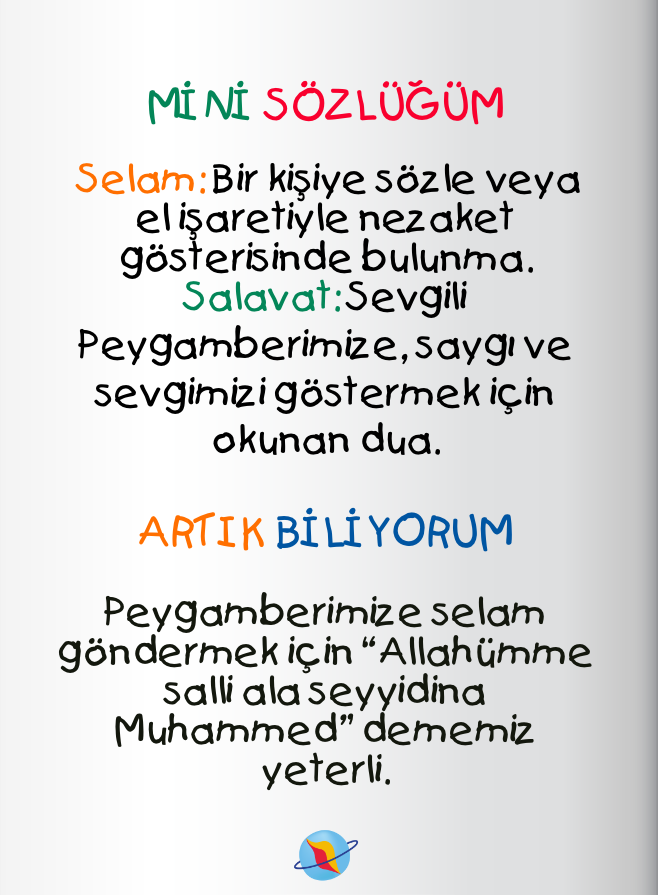 MİNİ SÖZLÜĞÜM
Selam:Bir kişiye sözle veya
el işaretiyle nezaket
gösterisinde bulunma.
Salavat:Sevgili
Peygamberimize, saygı ve
sevgimizi göstermek için
okunan dua.
ARTIK BİLİYORUM
Peygamberimize selam
göndermek için “Allahümme
salli ala seyyidina
Muhammed” dememiz
yeterli.